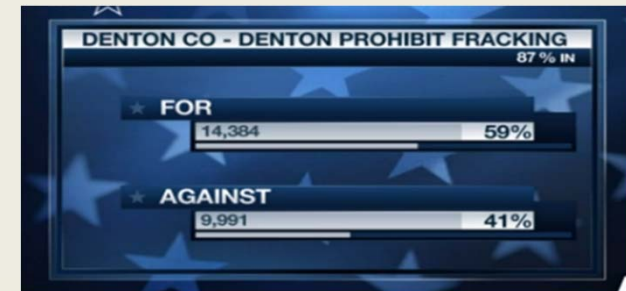 DENTON CO - DENTON PROHIBIT FRACKING
87% IN
FOR
14,384 59%
AGAINST
9,991 41%